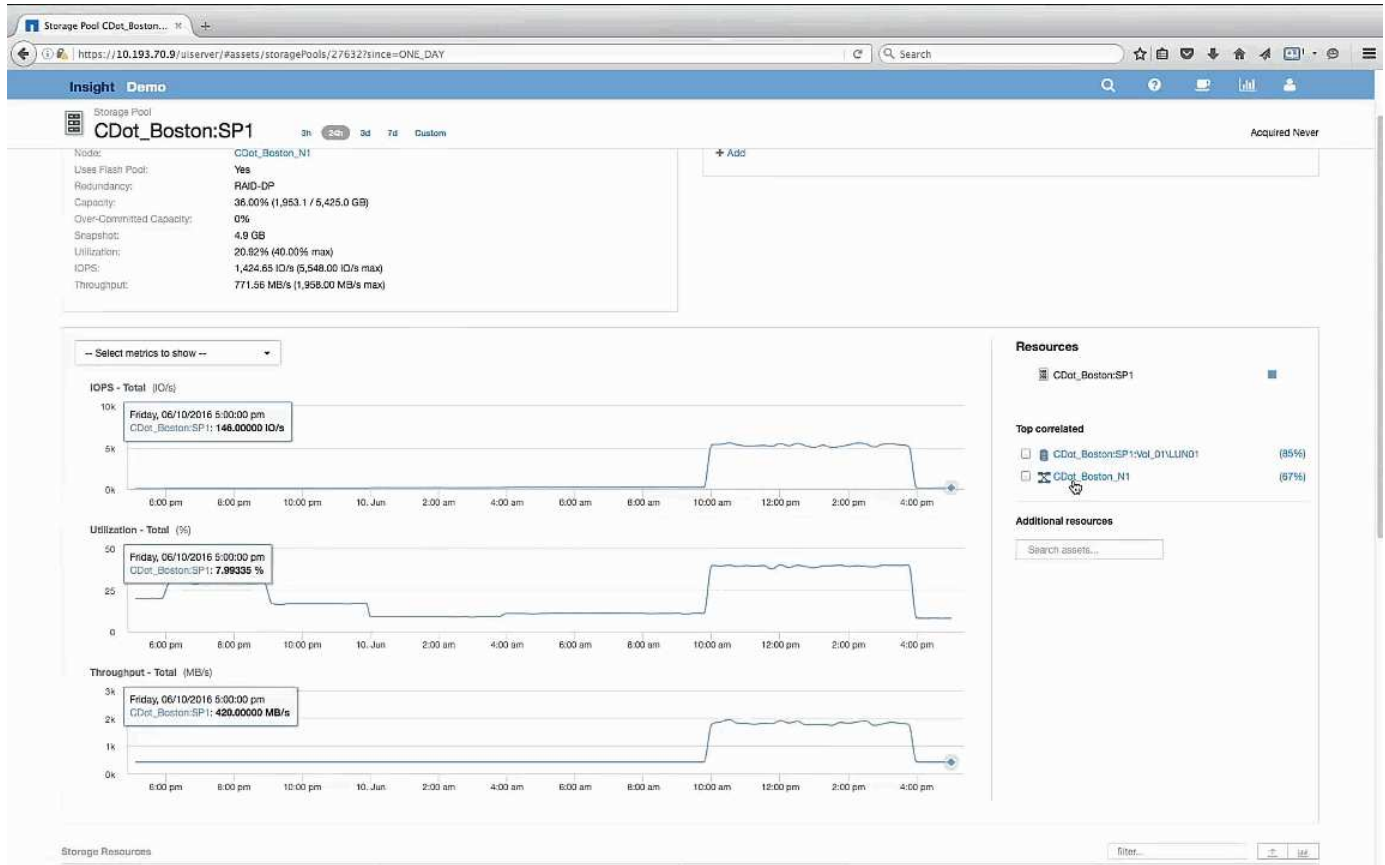 Storage Pool CDot_Boston... × +
https://10.193.70.9/uiserver/#assets/storagePools/27632?since=ONE_DAY
Search
Insight Demo
Storage Pool
CDot_Boston:SP1 3h 24h 3d 7d Custom
Acquired Never
Node: CDot_Boston_N1
Uses Flash Pool: Yes
Redundancy: RAID-DP
Capacity: 36.00% (1,953.1 / 5,425.0 GB)
Over-Committed Capacity: 0%
Snapshot: 4.9 GB
Utilization: 20.92% (40.00% max)
IOPS: 1,424.65 IO/s (5,548.00 IO/s max)
Throughput: 771.56 MB/s (1,958.00 MB/s max)
+ Add
-- Select metrics to show --
IOPS - Total (IO/s)
10k
5k
0k
Friday, 06/10/2016 5:00:00 pm
CDot_Boston:SP1: 146.00000 IO/s
6:00 pm 8:00 pm 10:00 pm 10. Jun 2:00 am 4:00 am 6:00 am 8:00 am 10:00 am 12:00 pm 2:00 pm 4:00 pm
Utilization - Total (%)
50
25
0
Friday, 06/10/2016 5:00:00 pm
CDot_Boston:SP1: 7.99335 %
6:00 pm 8:00 pm 10:00 pm 10. Jun 2:00 am 4:00 am 6:00 am 8:00 am 10:00 am 12:00 pm 2:00 pm 4:00 pm
Throughput - Total (MB/s)
3k
2k
1k
0k
Friday, 06/10/2016 5:00:00 pm
CDot_Boston:SP1: 420.00000 MB/s
6:00 pm 8:00 pm 10:00 pm 10. Jun 2:00 am 4:00 am 6:00 am 8:00 am 10:00 am 12:00 pm 2:00 pm 4:00 pm
Resources
CDot_Boston:SP1
Top correlated
CDot_Boston:SP1:Vol_01\LUN01 (85%)
CDot_Boston_N1 (67%)
Additional resources
Search assets...
Storage Resources
filter...